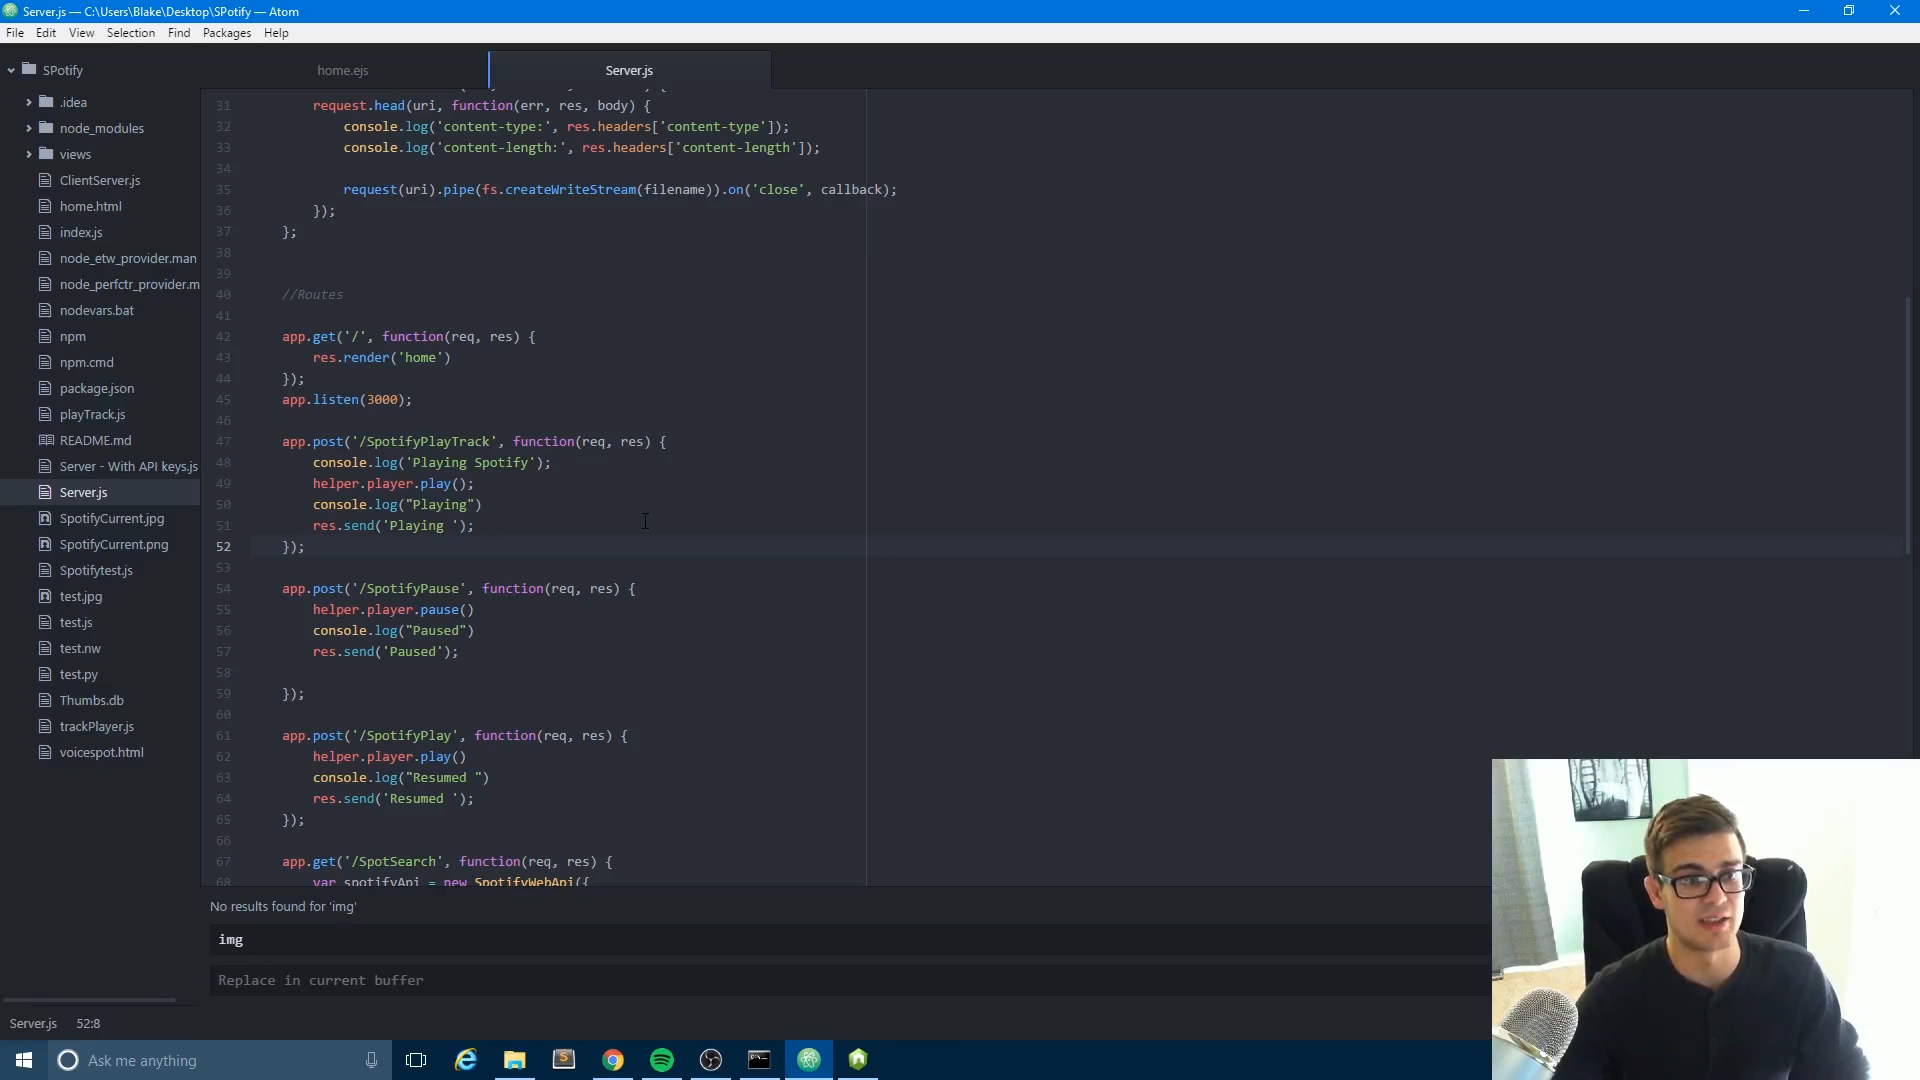 Server.js — C:\Users\Blake\Desktop\SPotify — Atom
File Edit View Selection Find Packages Help
SPotify
.idea
node_modules
views
ClientServer.js
home.html
index.js
node_etw_provider.man
node_perfctr_provider.m
nodevars.bat
npm
npm.cmd
package.json
playTrack.js
README.md
Server - With API keys.js
Server.js
SpotifyCurrent.jpg
SpotifyCurrent.png
Spotifytest.js
test.jpg
test.js
test.nw
test.py
Thumbs.db
trackPlayer.js
voicespot.html
home.ejs Server.js
31 request.head(uri, function(err, res, body) {
32 console.log('content-type:', res.headers['content-type']);
33 console.log('content-length:', res.headers['content-length']);
34
35 request(uri).pipe(fs.createWriteStream(filename)).on('close', callback);
36 });
37 };
38
39
40 //Routes
41
42 app.get('/', function(req, res) {
43 res.render('home')
44 });
45 app.listen(3000);
46
47 app.post('/SpotifyPlayTrack', function(req, res) {
48 console.log('Playing Spotify');
49 helper.player.play();
50 console.log("Playing")
51 res.send('Playing ');
52 });
53
54 app.post('/SpotifyPause', function(req, res) {
55 helper.player.pause()
56 console.log("Paused")
57 res.send('Paused');
58
59 });
60
61 app.post('/SpotifyPlay', function(req, res) {
62 helper.player.play()
63 console.log("Resumed ")
64 res.send('Resumed ');
65 });
66
67 app.get('/SpotSearch', function(req, res) {
68 var spotifyApi = new SpotifyWebApi({
No results found for 'img'
img
Replace in current buffer
Server.js 52:8
Ask me anything